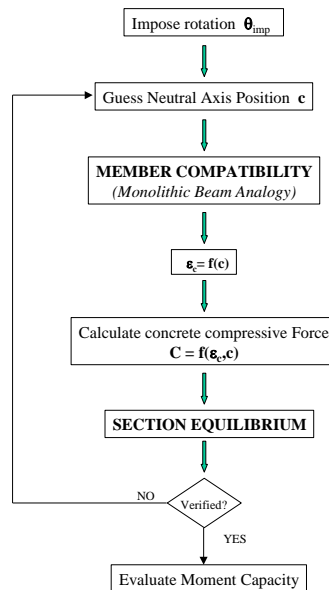 Impose rotation θimp
Guess Neutral Axis Position c
MEMBER COMPATIBILITY
(Monolithic Beam Analogy)
εc= f(c)
Calculate concrete compressive Force
C = f(εc,c)
SECTION EQUILIBRIUM
NO
Verified?
YES
Evaluate Moment Capacity